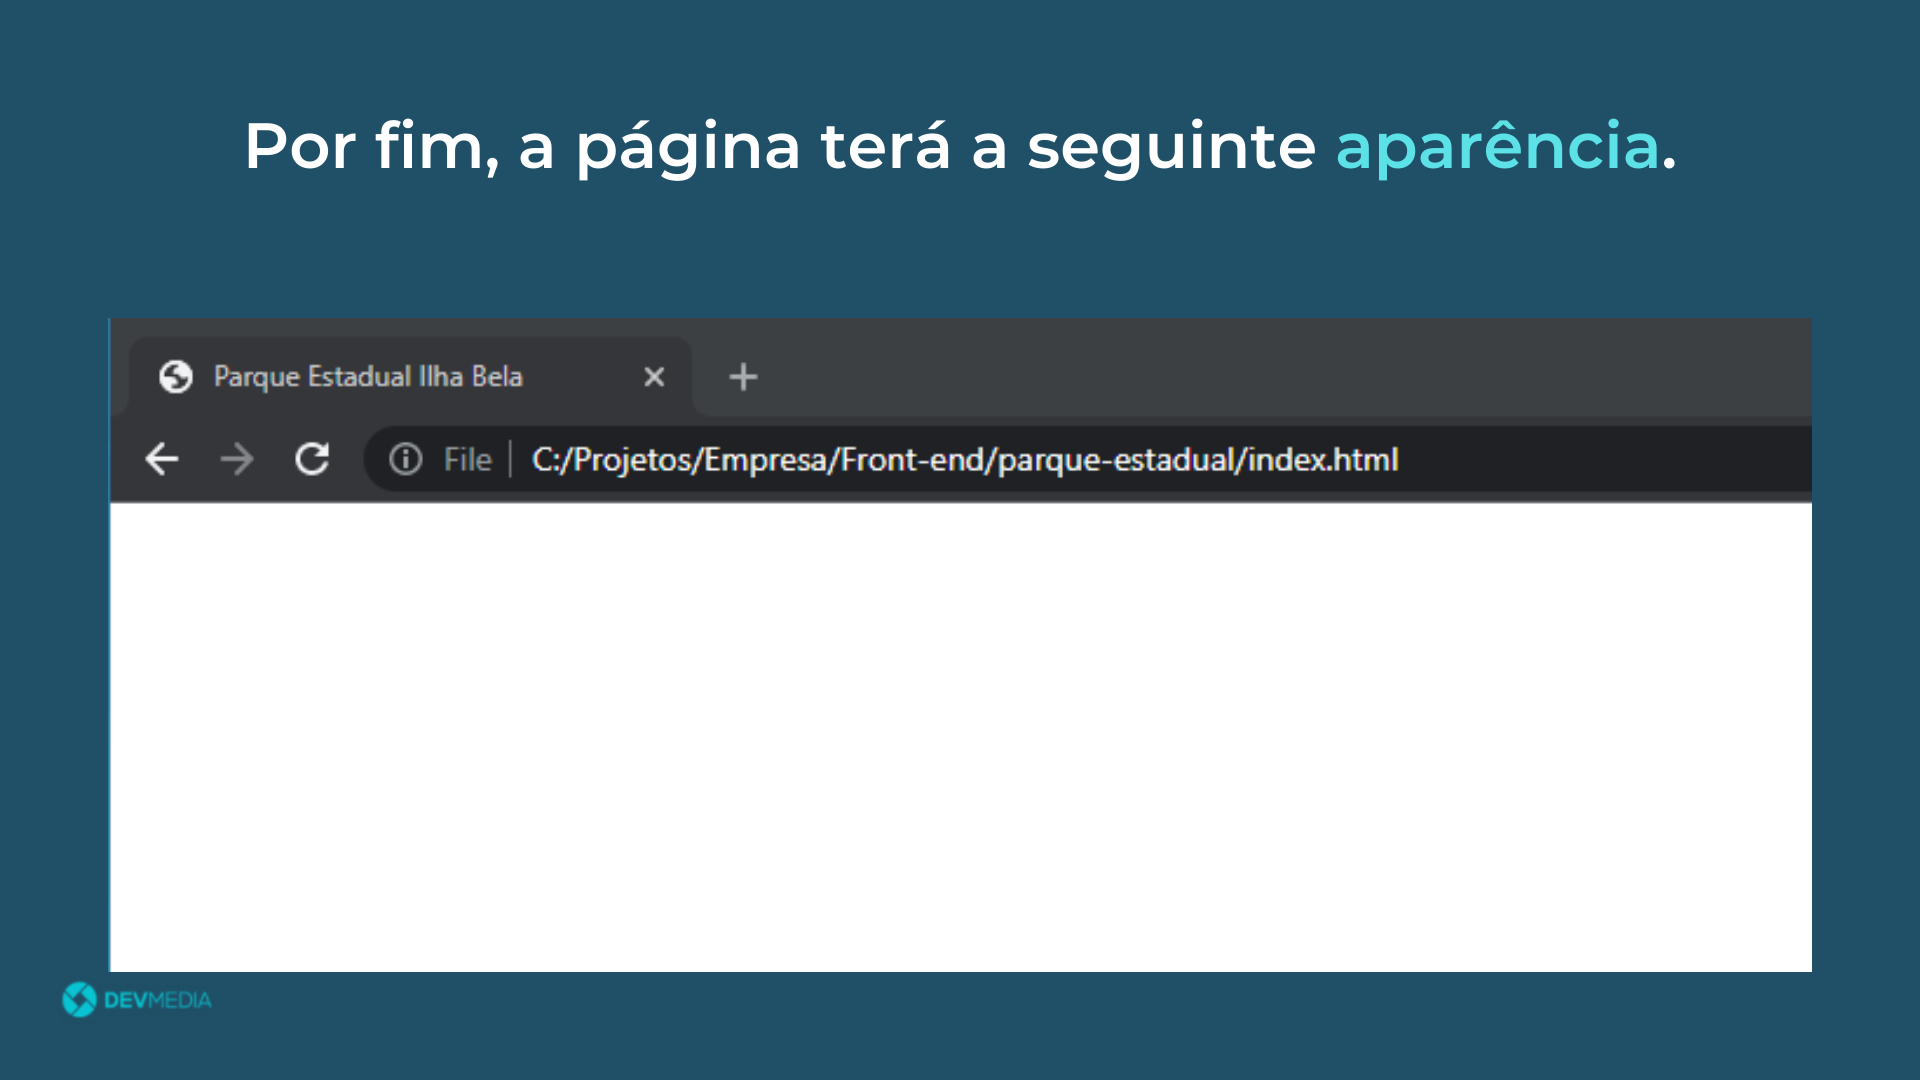 Por fim, a página terá a seguinte aparência.
Parque Estadual Ilha Bela
File | C:/Projetos/Empresa/Front-end/parque-estadual/index.html
DEVMEDIA